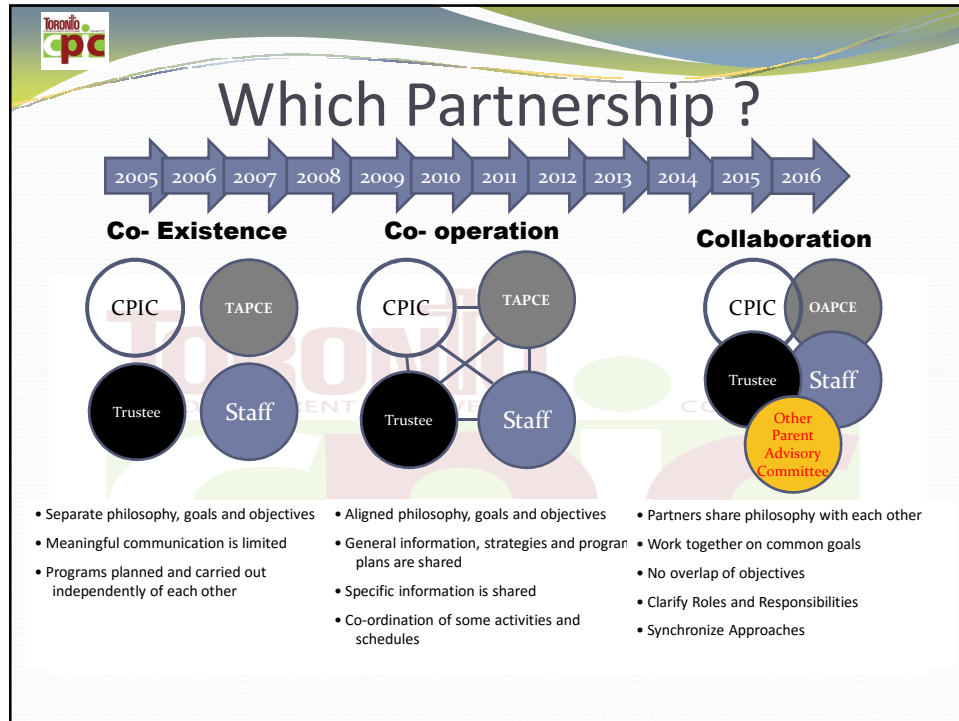 TORONTO
cpic
Which Partnership ?
2005 2006 2007 2008 2009 2010 2011 2012 2013 2014 2015 2016
Co- Existence
CPIC
TAPCE
Trustee
Staff
• Separate philosophy, goals and objectives
• Meaningful communication is limited
• Programs planned and carried out
independently of each other
Co- operation
CPIC
TAPCE
Trustee
Staff
• Aligned philosophy, goals and objectives
• General information, strategies and program
plans are shared
• Specific information is shared
• Co-ordination of some activities and
schedules
Collaboration
CPIC
OAPCE
Trustee
Staff
Other
Parent
Advisory
Committee
• Partners share philosophy with each other
• Work together on common goals
• No overlap of objectives
• Clarify Roles and Responsibilities
• Synchronize Approaches